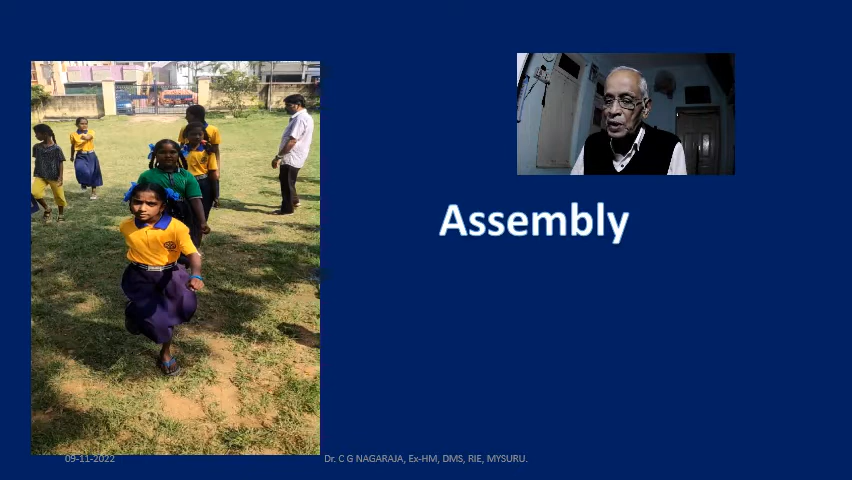 Assembly
09-11-2022
Dr. C G NAGARAJA, Ex-HM, DMS, RIE, MYSURU.